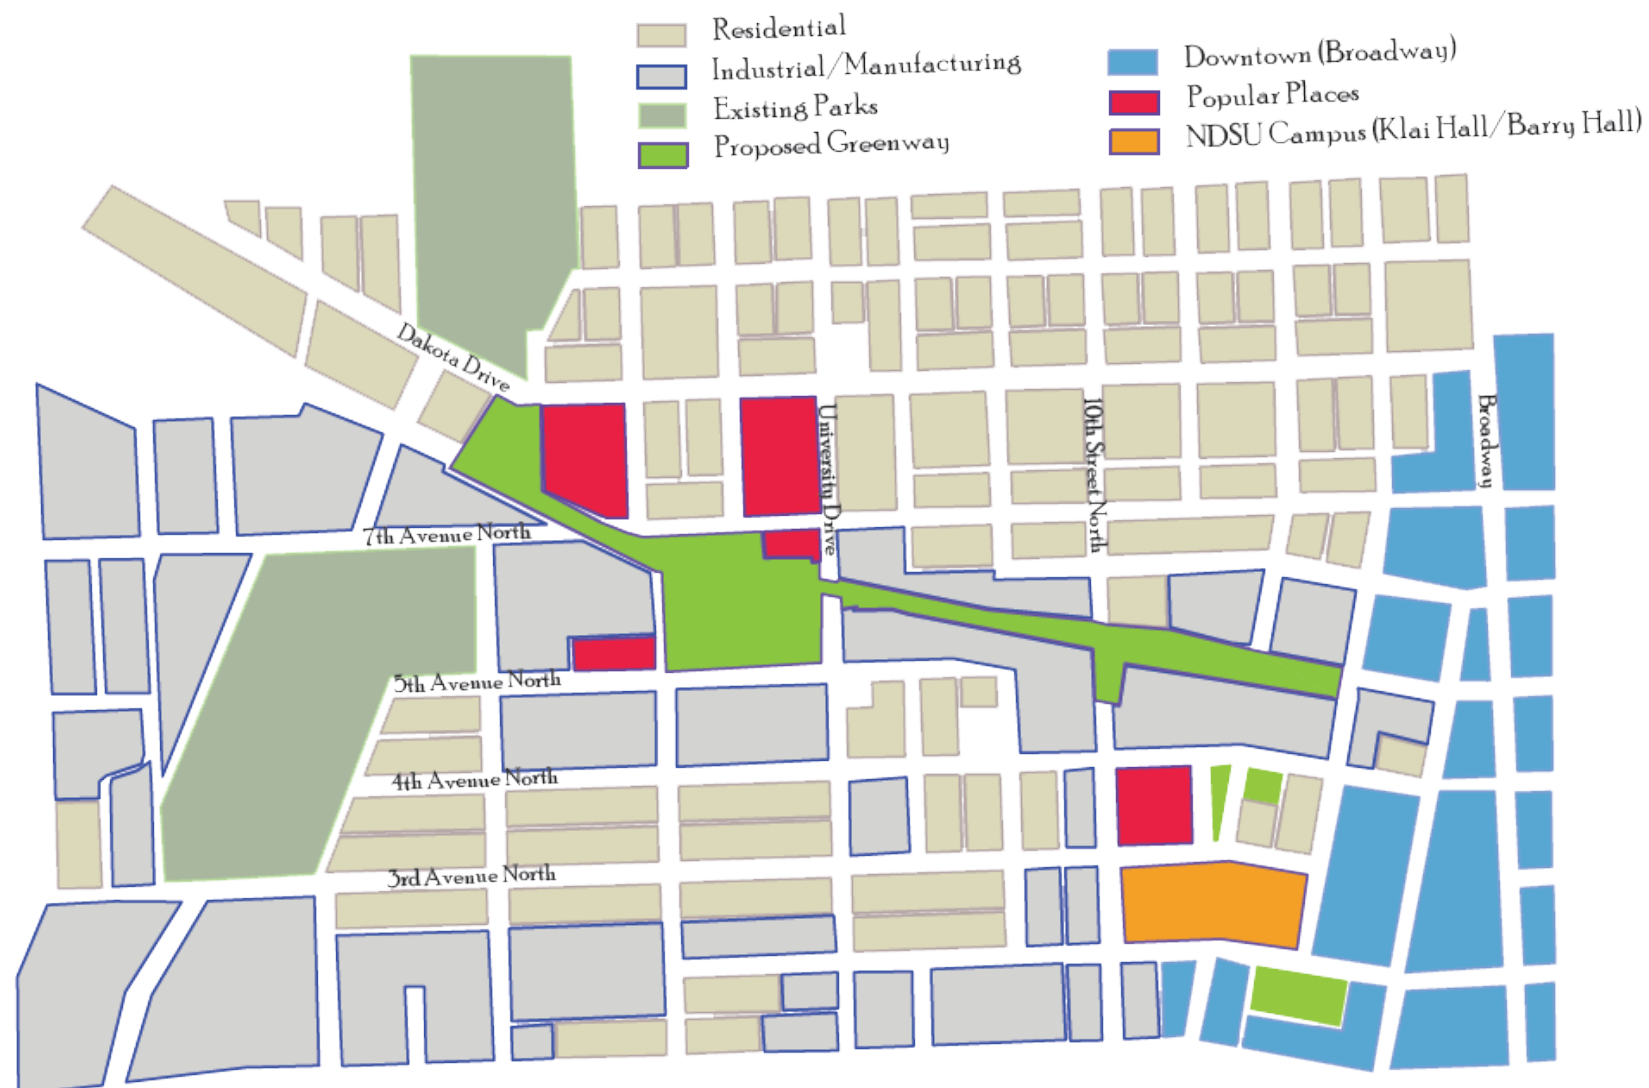 Residential
Industrial/Manufacturing
Existing Parks
Proposed Greenway
Downtown (Broadway)
Popular Places
NDSU Campus (Klai Hall/Barry Hall)
Dakota Drive
University Drive
10th Street North
Broadway
7th Avenue North
5th Avenue North
4th Avenue North
3rd Avenue North